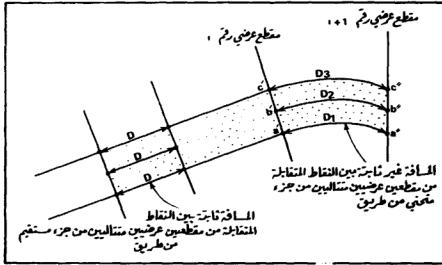 مقطع عرضي رقم i+1
مقطع عرضي رقم i
D3
c' c"
D2
b' b"
D1
a' a"
D
D
D
المسافة غير ثابتة بين النقاط المتقابلة
من مقطعين عرضيين متتاليين من جزء
منحني من طريق
المسافة ثابتة بين النقاط
المتقابلة من مقطعين عرضيين متتاليين من جزء مستقيم
من طريق